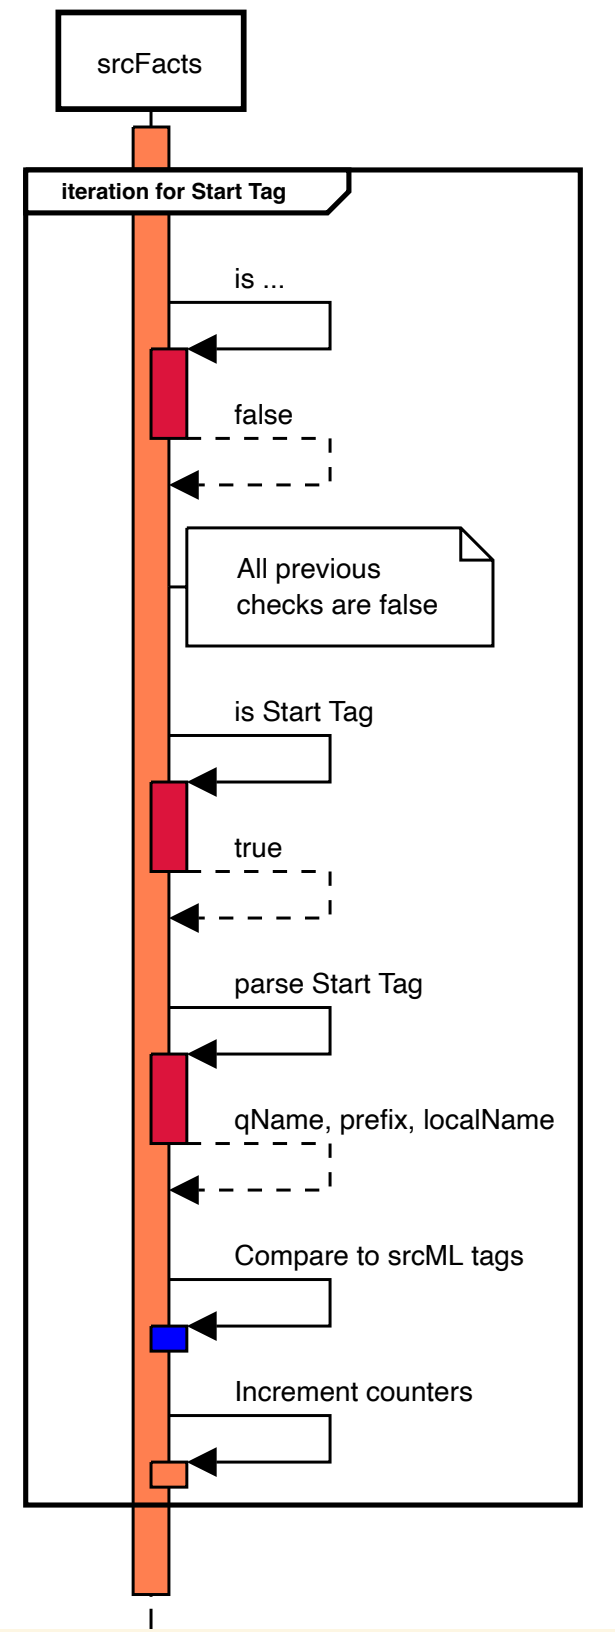 srcFacts
iteration for Start Tag
is ...
false
All previous
checks are false
is Start Tag
true
parse Start Tag
qName, prefix, localName
Compare to srcML tags
Increment counters